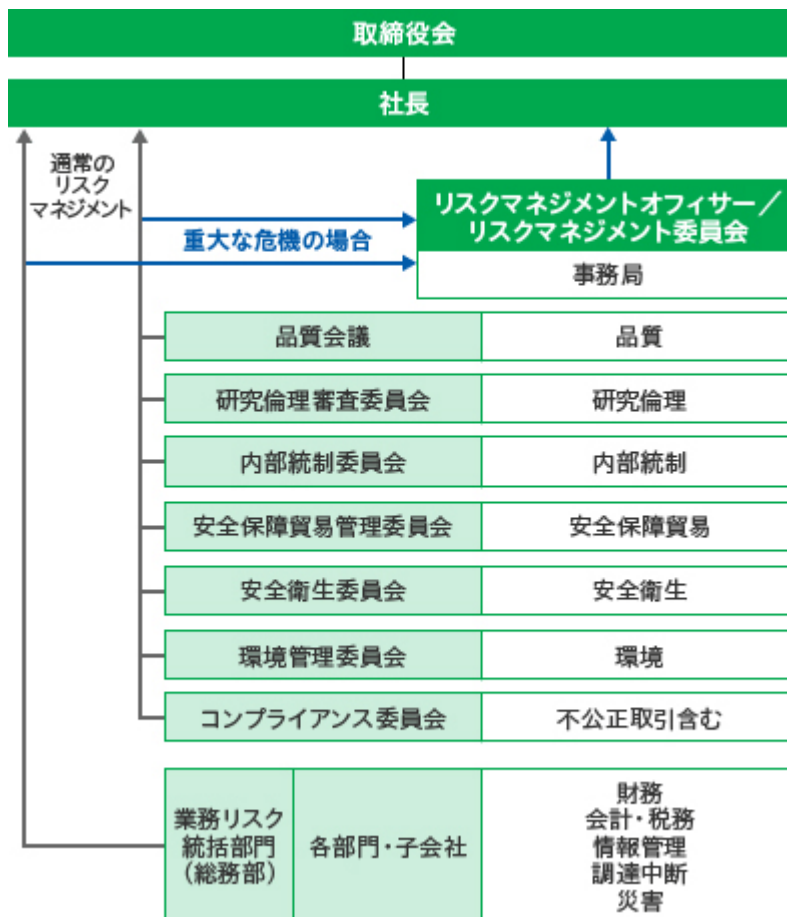 取締役会
社長
通常の
リスク
マネジメント
リスクマネジメントオフィサー／
リスクマネジメント委員会
重大な危機の場合
事務局
品質会議
品質
研究倫理審査委員会
研究倫理
内部統制委員会
内部統制
安全保障貿易管理委員会
安全保障貿易
安全衛生委員会
安全衛生
環境管理委員会
環境
コンプライアンス委員会
不公正取引含む
業務リスク
統括部門
（総務部）
各部門・子会社
財務
会計・税務
情報管理
調達中断
災害